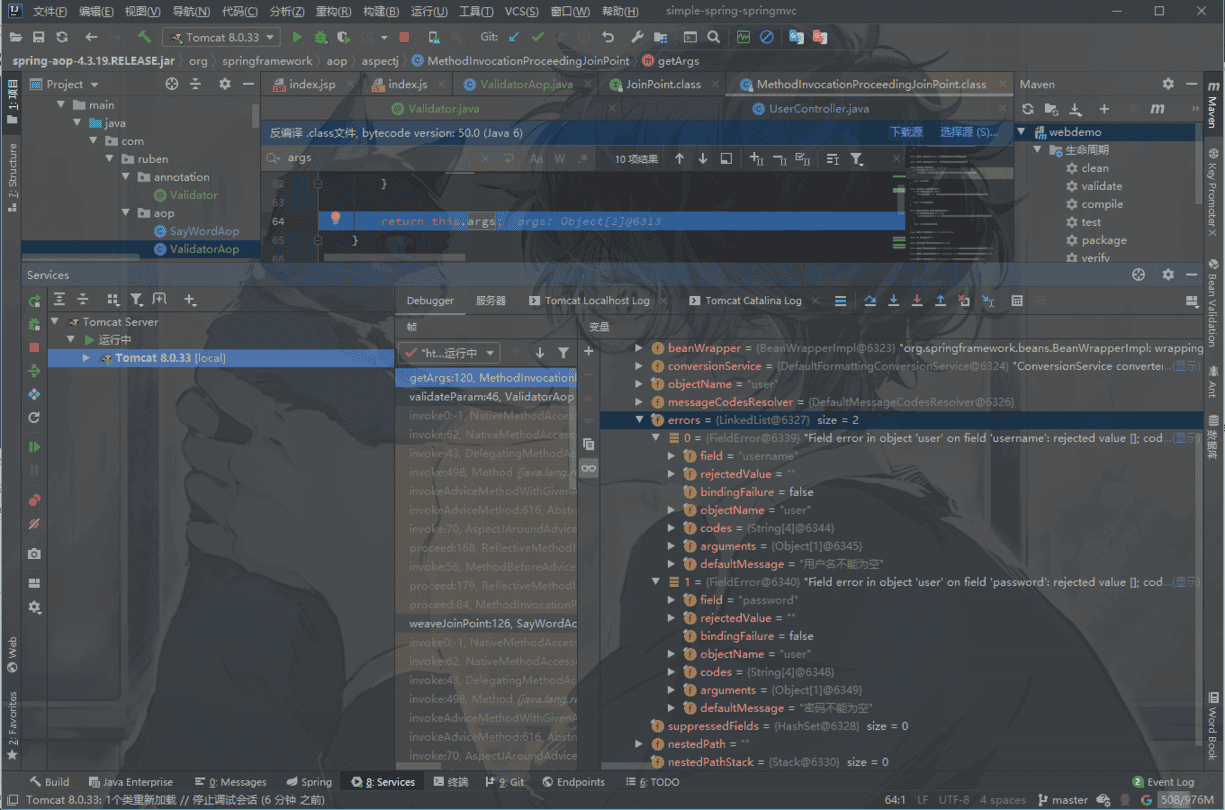 文件(F) 编辑(E) 视图(V) 导航(N) 代码(C) 分析(Z) 重构(R) 构建(B) 运行(U) 工具(T) VCS(S) 窗口(W) 帮助(H) simple-spring-springmvc
Tomcat 8.0.33 Git:
spring-aop-4.3.19.RELEASE.jar org springframework aop aspectj MethodInvocationProceedingJoinPoint getArgs
1: 项目
7: Structure
Project
main
java
com
ruben
annotation
Validator
aop
SayWordAop
ValidatorAop
index.jsp index.js ValidatorAop.java JoinPoint.class MethodInvocationProceedingJoinPoint.class
Validator.java UserController.java
反编译 .class文件, bytecode version: 50.0 (Java 6) 下载源 选择源 (S)...
args Aa W .* 10 项结果
62 }
63
64 return this.args; args: Object[2]@6313
65 }
66
Maven
webdemo
生命周期
clean
validate
compile
test
package
verify
Maven
Key Promoter X
Bean Validation
Ant
数据库
Word Book
Services
Tomcat Server
运行中
Tomcat 8.0.33 [local]
Debugger 服务器 Tomcat Localhost Log Tomcat Catalina Log
帧 变量
"ht...运行中
getArgs:120, MethodInvocationP
validateParam:46, ValidatorAop
invoke0:-1, NativeMethodAccess
invoke:62, NativeMethodAccess
invoke:43, DelegatingMethodAc
invoke:498, Method (java.lang.re
invokeAdviceMethodWithGivenA
invokeAdviceMethod:616, Abstra
invoke:70, AspectJAroundAdvice
proceed:168, ReflectiveMethodI
invoke:56, MethodBeforeAdvice
proceed:179, ReflectiveMethodI
proceed:84, MethodInvocationP
weaveJoinPoint:126, SayWordAc
invoke0:-1, NativeMethodAccess
invoke:62, NativeMethodAccess
invoke:43, DelegatingMethodAc
invoke:498, Method (java.lang.re
invokeAdviceMethodWithGivenA
invokeAdviceMethod:616, Abstra
invoke:70, AspectJAroundAdvice
beanWrapper = {BeanWrapperImpl@6323} "org.springframework.beans.BeanWrapperImpl: wrapping
conversionService = {DefaultFormattingConversionService@6324} "ConversionService converte...(显示)
objectName = "user"
messageCodesResolver = {DefaultMessageCodesResolver@6326}
errors = {LinkedList@6327} size = 2
0 = {FieldError@6339} "Field error in object 'user' on field 'username': rejected value []; cod...(显示)
field = "username"
rejectedValue = ""
bindingFailure = false
objectName = "user"
codes = {String[4]@6344}
arguments = {Object[1]@6345}
defaultMessage = "用户名不能为空"
1 = {FieldError@6340} "Field error in object 'user' on field 'password': rejected value []; cod...(显示)
field = "password"
rejectedValue = ""
bindingFailure = false
objectName = "user"
codes = {String[4]@6348}
arguments = {Object[1]@6349}
defaultMessage = "密码不能为空"
suppressedFields = {HashSet@6328} size = 0
nestedPath = ""
nestedPathStack = {Stack@6330} size = 0
Web
2: Favorites
Build Java Enterprise 0: Messages Spring 8: Services 终端 9: Git Endpoints 6: TODO 2 Event Log
Tomcat 8.0.33: 1个类重新加载 // 停止调试会话 (6 分钟 之前) 64:1 LF UTF-8 4 spaces master 508/976M